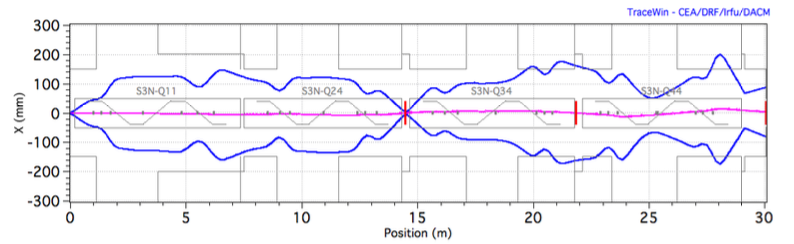 TraceWin - CEA/DRF/Irfu/DACM
300
200
100
0
-100
-200
-300
X (mm)
S3N-Q11
S3N-Q24
S3N-Q34
S3N-Q44
0
5
10
15
20
25
30
Position (m)